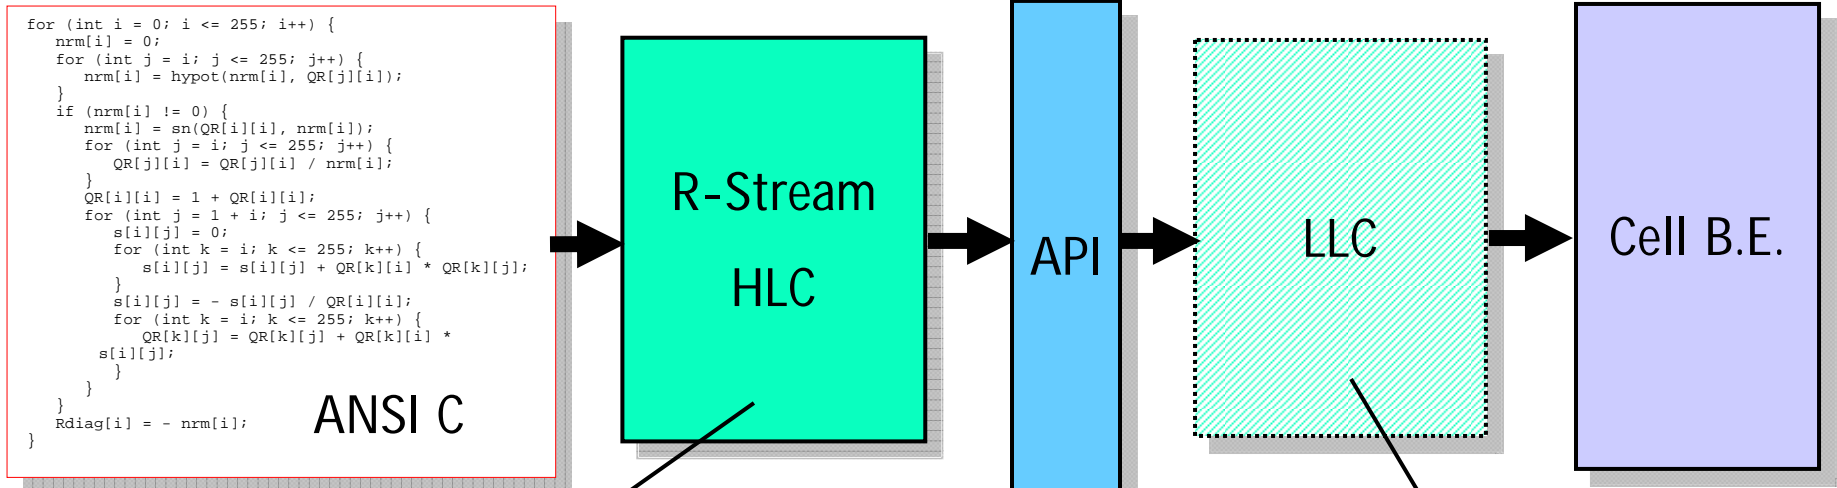 for (int i = 0; i <= 255; i++) {
nrm[i] = 0;
for (int j = i; j <= 255; j++) {
nrm[i] = hypot(nrm[i], QR[j][i]);
}
if (nrm[i] != 0) {
nrm[i] = sn(QR[i][i], nrm[i]);
for (int j = i; j <= 255; j++) {
QR[j][i] = QR[j][i] / nrm[i];
}
QR[i][i] = 1 + QR[i][i];
for (int j = 1 + i; j <= 255; j++) {
s[i][j] = 0;
for (int k = i; k <= 255; k++) {
s[i][j] = s[i][j] + QR[k][i] * QR[k][j];
}
s[i][j] = - s[i][j] / QR[i][i];
for (int k = i; k <= 255; k++) {
QR[k][j] = QR[k][j] + QR[k][i] *
s[i][j];
}
}
}
Rdiag[i] = - nrm[i];
}
ANSI C
R-Stream
HLC
API
LLC
Cell B.E.